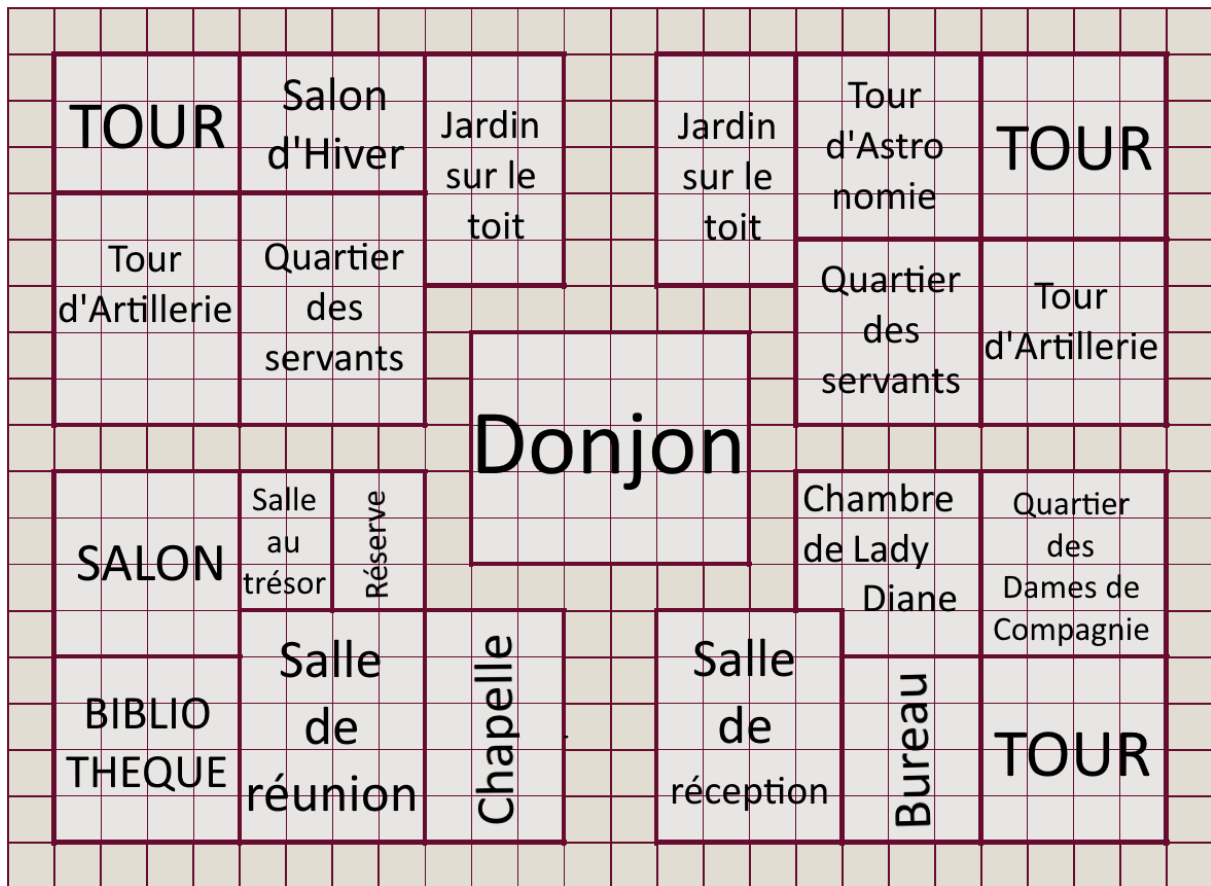 TOUR
Salon
d'Hiver
Jardin
sur le
toit
Jardin
sur le
toit
Tour
d'Astro
nomie
TOUR
Tour
d'Artillerie
Quartier
des
servants
Quartier
des
servants
Tour
d'Artillerie
Donjon
SALON
Salle
au
trésor
Réserve
Chambre
de Lady
Diane
Quartier
des
Dames de
Compagnie
BIBLIO
THEQUE
Salle
de
réunion
Chapelle
Salle
de
réception
Bureau
TOUR